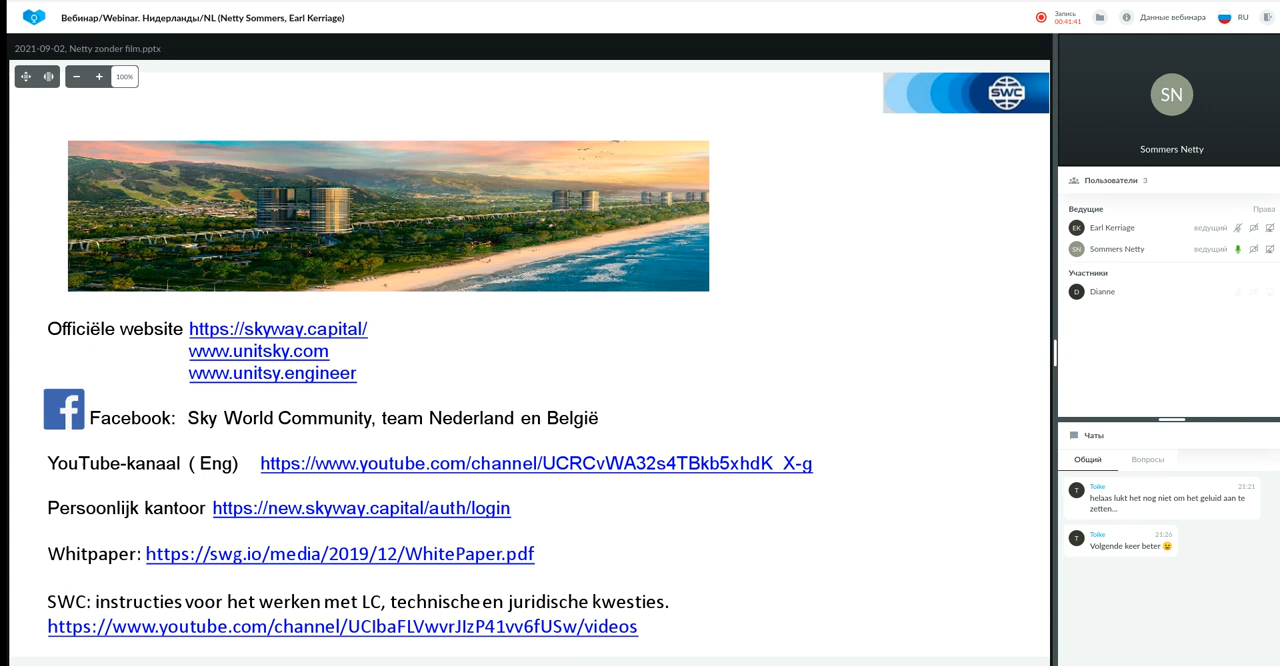 Вебинар/Webinar. Нидерланды/NL (Netty Sommers, Earl Kerriage)
Запись
00:41:41
Данные вебинара
RU
2021-09-02, Netty zonder film.pptx
100%
SWC
Officiële website https://skyway.capital/
www.unitsky.com
www.unitsy.engineer
Facebook: Sky World Community, team Nederland en België
YouTube-kanaal ( Eng) https://www.youtube.com/channel/UCRCvWA32s4TBkb5xhdK_X-g
Persoonlijk kantoor https://new.skyway.capital/auth/login
Whitpaper: https://swg.io/media/2019/12/WhitePaper.pdf
SWC: instructies voor het werken met LC, technische en juridische kwesties.
https://www.youtube.com/channel/UCIbaFLVwvrJIzP41vv6fUSw/videos
SN
Sommers Netty
Пользователи 3
Ведущие Права
EK Earl Kerriage ведущий
SN Sommers Netty ведущий
Участники
D Dianne
Чаты
Общий Вопросы
T Toike 21:21
helaas lukt het nog niet om het geluid aan te
zetten...
T Toike 21:26
Volgende keer beter 😉